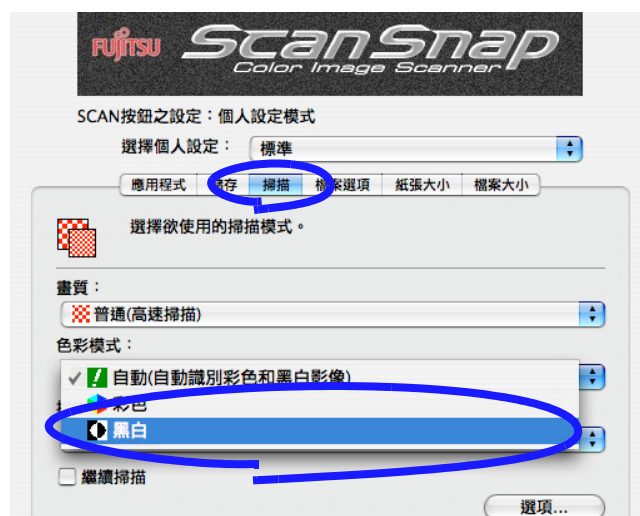 FUJITSU ScanSnap
Color Image Scanner
SCAN按鈕之設定：個人設定模式
選擇個人設定： 標準
應用程式 儲存 掃描 檔案選項 紙張大小 檔案大小
選擇欲使用的掃描模式。
畫質：
普通(高速掃描)
色彩模式：
自動(自動識別彩色和黑白影像)
彩色
黑白
繼續掃描
選項...